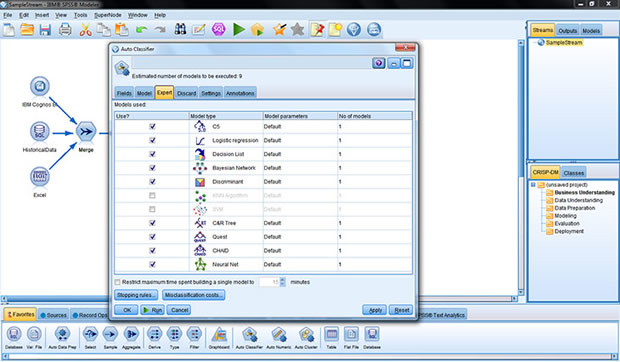 SampleStream - IBM® SPSS® Modeler
File Edit Insert View Tools SuperNode Window Help
Auto Classifier
Estimated number of models to be executed: 9
Fields Model Expert Discard Settings Annotations
Models used:
Use? Model type Model parameters No of models
C5 Default 1
Logistic regression Default 1
Decision List Default 1
Bayesian Network Default 1
Discriminant Default 1
KNN Algorithm Default 1
SVM Default 1
C&R Tree Default 1
Quest Default 1
CHAID Default 1
Neural Net Default 1
Restrict maximum time spent building a single model to 15 minutes
Stopping rules... Misclassification costs...
OK Run Cancel Apply Reset
IBM Cognos BI
SQL
HistoricalData
Merge
Excel
Streams Outputs Models
SampleStream
CRISP-DM Classes
(unsaved project)
Business Understanding
Data Understanding
Data Preparation
Modeling
Evaluation
Deployment
Favorites Sources Record Op SPSS® Text Analytics
Database Var. File Auto Data Prep Select Sample Aggregate Derive Type Filter Graphboard Auto Classifier Auto Numeric Auto Cluster Table Flat File Database